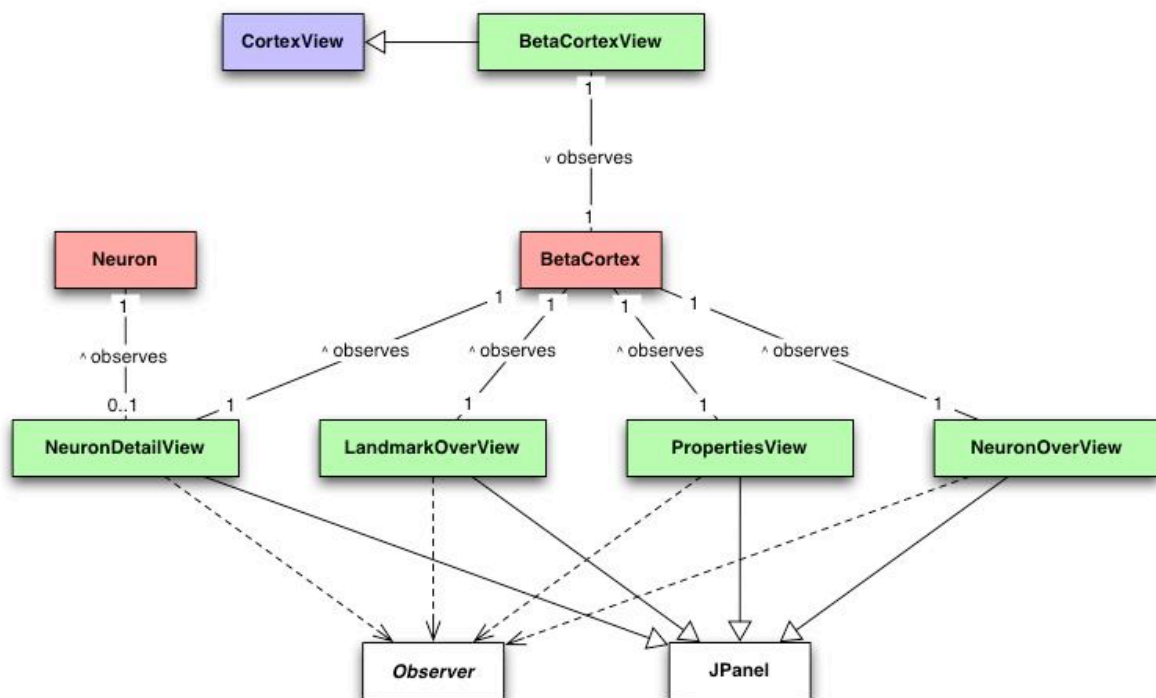 CortexView
BetaCortexView
1
v observes
1
Neuron
BetaCortex
1
1
1
1
1
^ observes
^ observes
^ observes
^ observes
^ observes
0..1
1
1
1
1
NeuronDetailView
LandmarkOverView
PropertiesView
NeuronOverView
Observer
JPanel